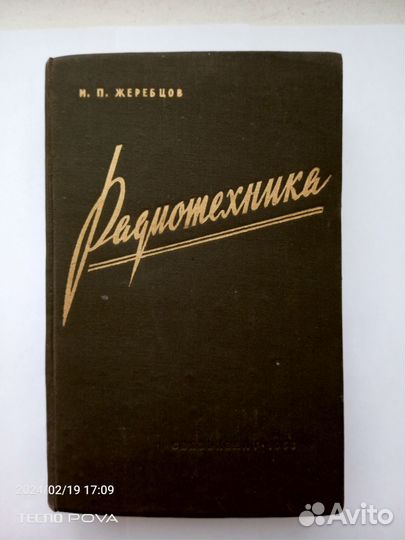 И. П. ЖЕРЕБЦОВ
Радиотехника
2024/02/19 17:09
TECNO POVA
Avito